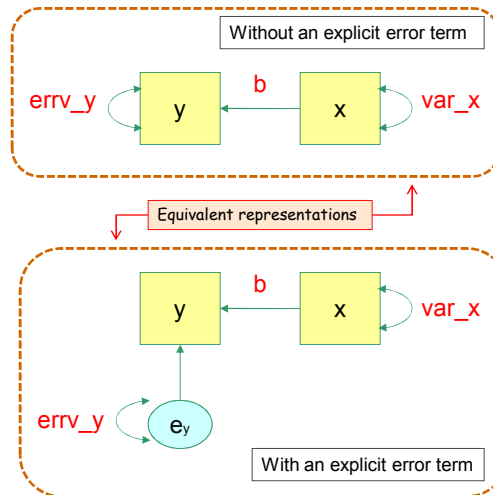 Without an explicit error term
errv_y
y
b
x
var_x
Equivalent representations
y
b
x
var_x
errv_y
ey
With an explicit error term